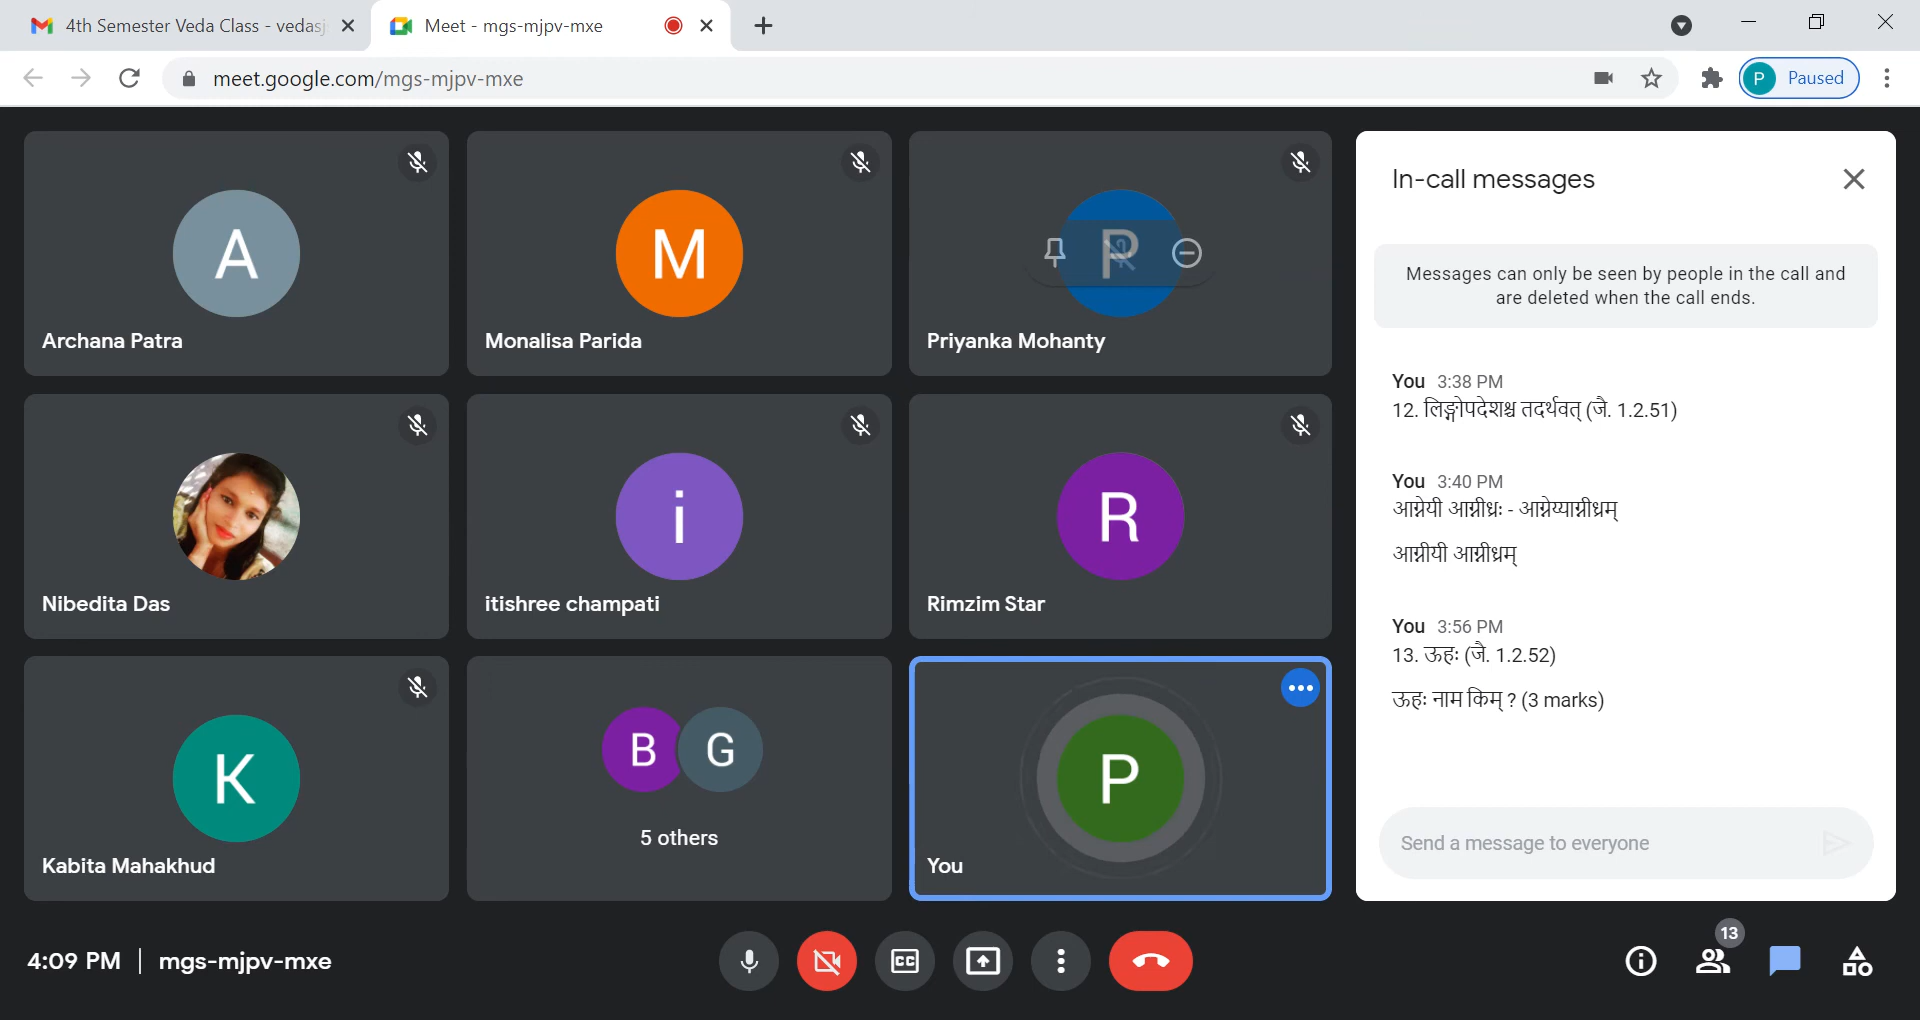 4th Semester Veda Class - vedasj
Meet - mgs-mjpv-mxe
meet.google.com/mgs-mjpv-mxe
P
Paused
A
Archana Patra
M
Monalisa Parida
P
Priyanka Mohanty
Nibedita Das
i
itishree champati
R
Rimzim Star
K
Kabita Mahakhud
B G
5 others
P
You
In-call messages
Messages can only be seen by people in the call and
are deleted when the call ends.
You 3:38 PM
12. लिङ्गोपदेशश्च तदर्थवत् (जै. 1.2.51)
You 3:40 PM
आग्नेयी आग्नीध्रः - आग्नेय्याग्नीध्रम्
आग्नीयी आग्नीध्रम्
You 3:56 PM
13. ऊहः (जै. 1.2.52)
ऊहः नाम किम् ? (3 marks)
Send a message to everyone
4:09 PM | mgs-mjpv-mxe
CC
13